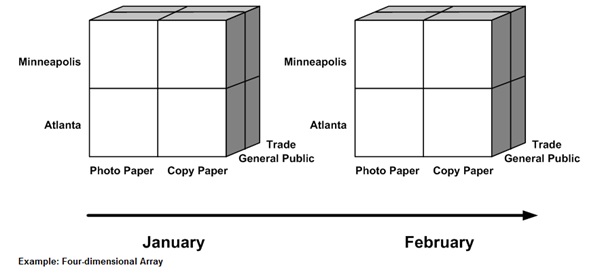 Minneapolis
Atlanta
Trade
General Public
Photo Paper Copy Paper
Minneapolis
Atlanta
Trade
General Public
Photo Paper Copy Paper
January
February
Example: Four-dimensional Array